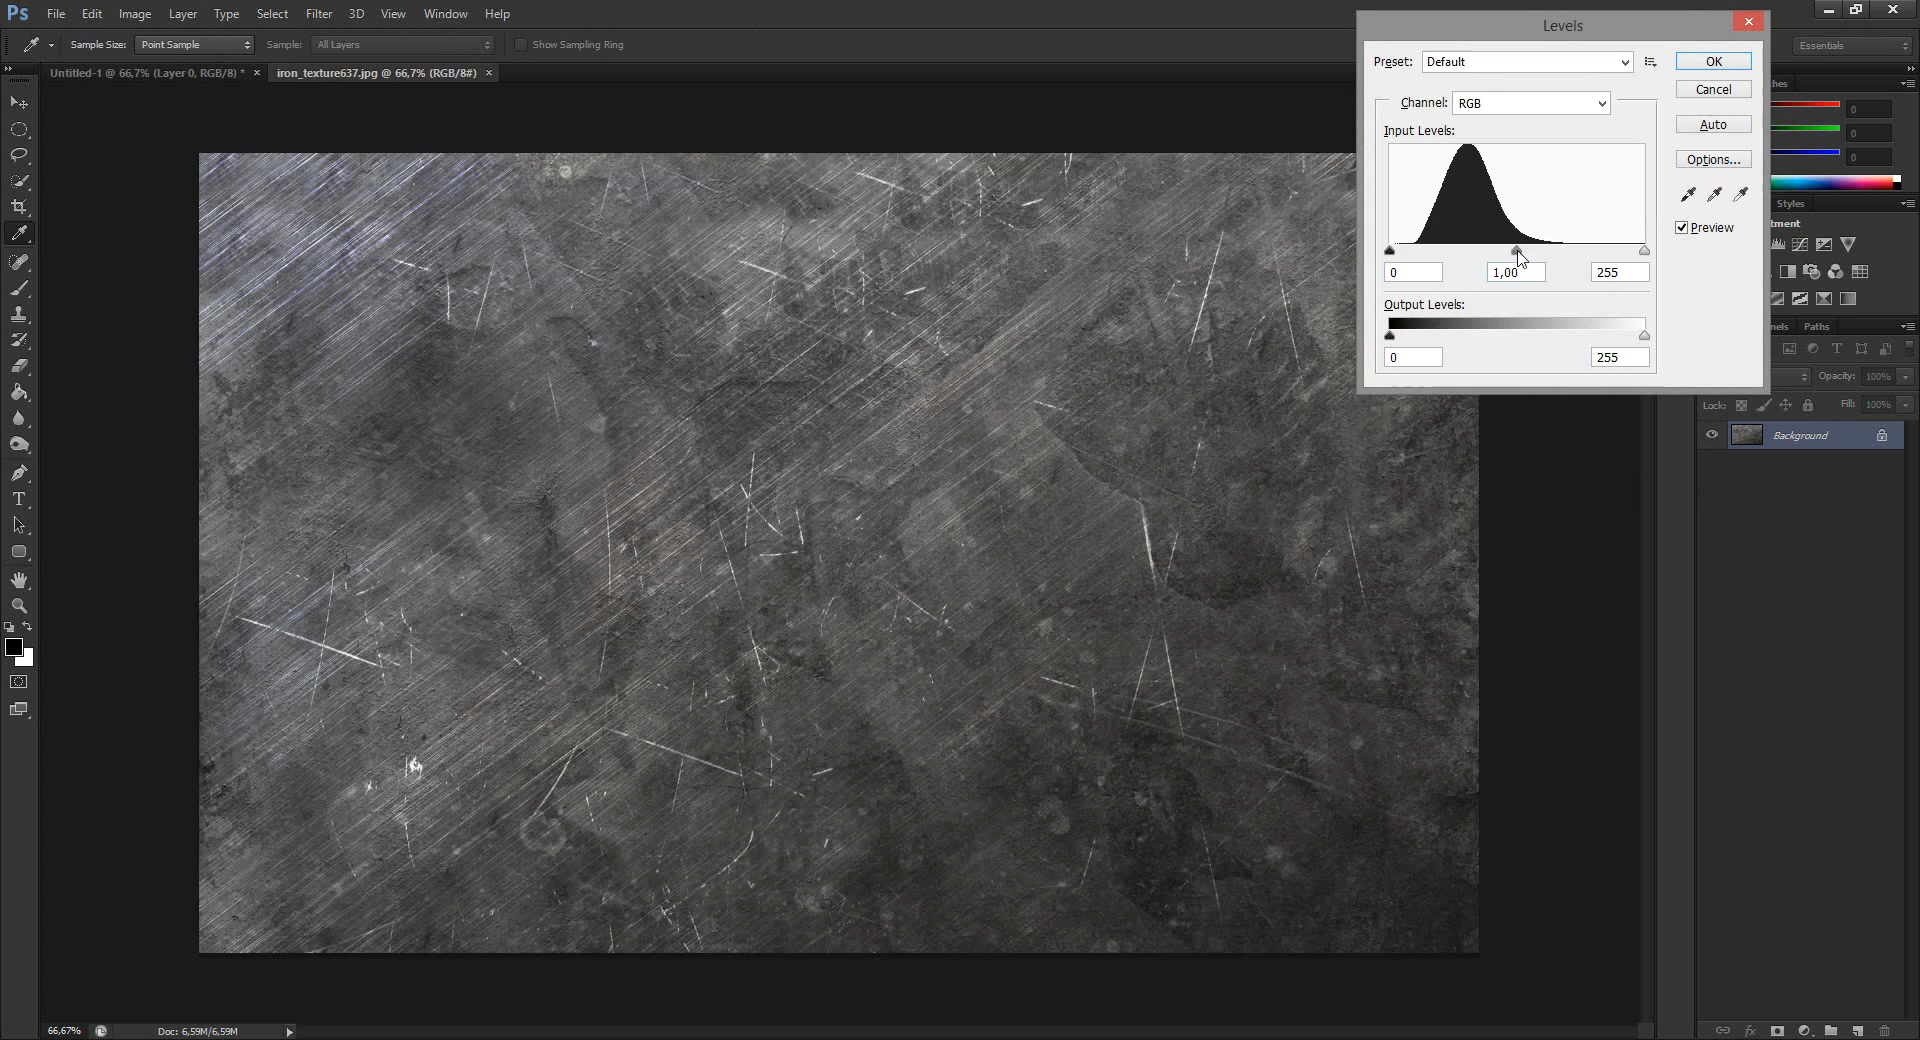 Ps File Edit Image Layer Type Select Filter 3D View Window Help
Levels
Sample Size: Point Sample Sample: All Layers Show Sampling Ring
Essentials
Untitled-1 @ 66,7% (Layer 0, RGB/8) * ×
iron_texture637.jpg @ 66,7% (RGB/8#) ×
Preset: Default
OK
Cancel
Channel: RGB
Auto
Input Levels:
Options...
Preview
0 1,00 255
Output Levels:
0 255
ches
0
0
0
Styles
tment
nels Paths
Opacity: 100%
Lock: Fill: 100%
Background
T
fx
66,67% Doc: 6,59M/6,59M